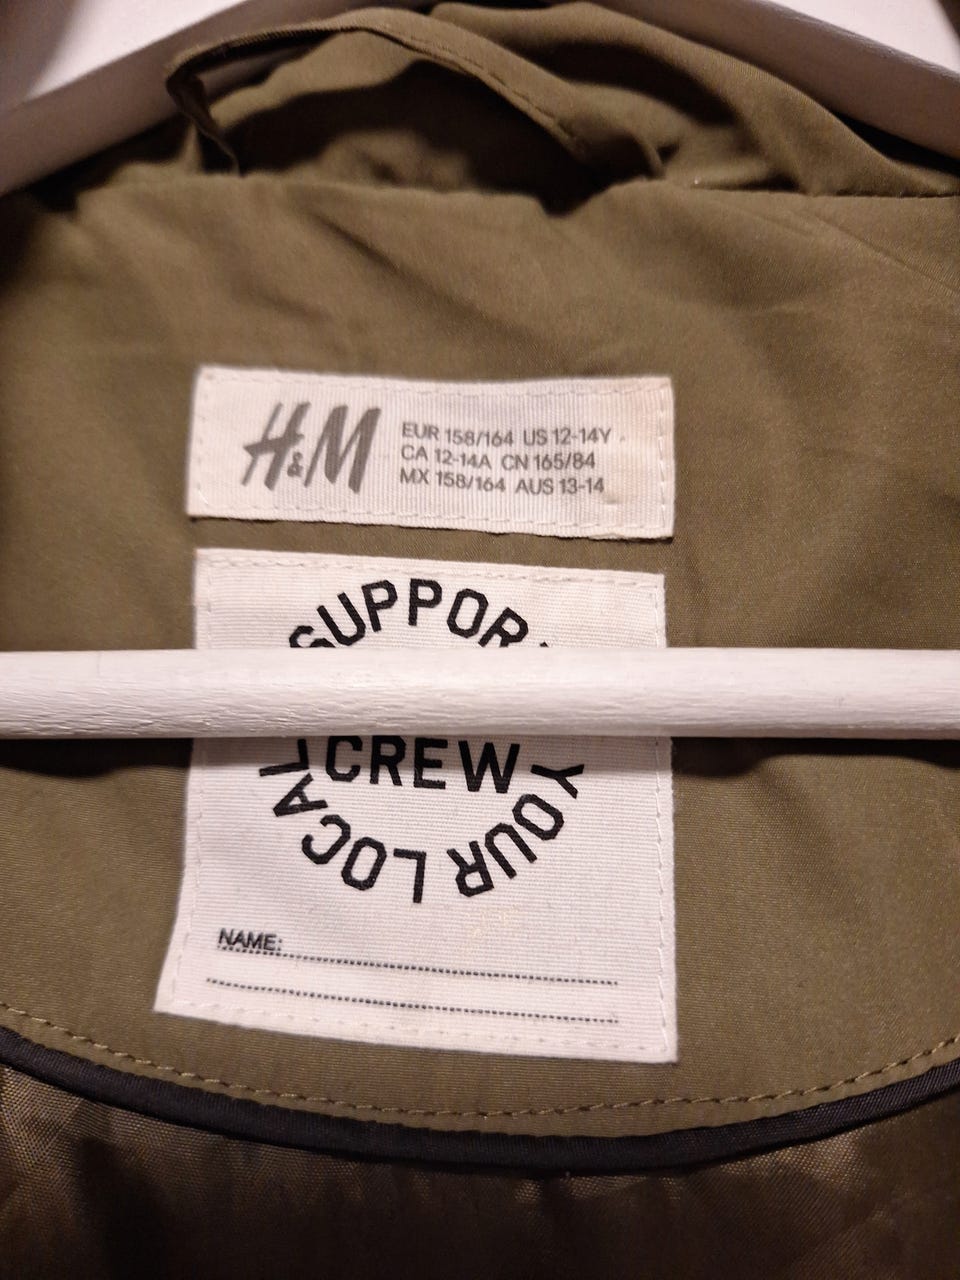 H&M
EUR 158/164 US 12-14Y
CA 12-14A CN 165/84
MX 158/164 AUS 13-14
SUPPORT
YOUR LOCAL
CREW
NAME: